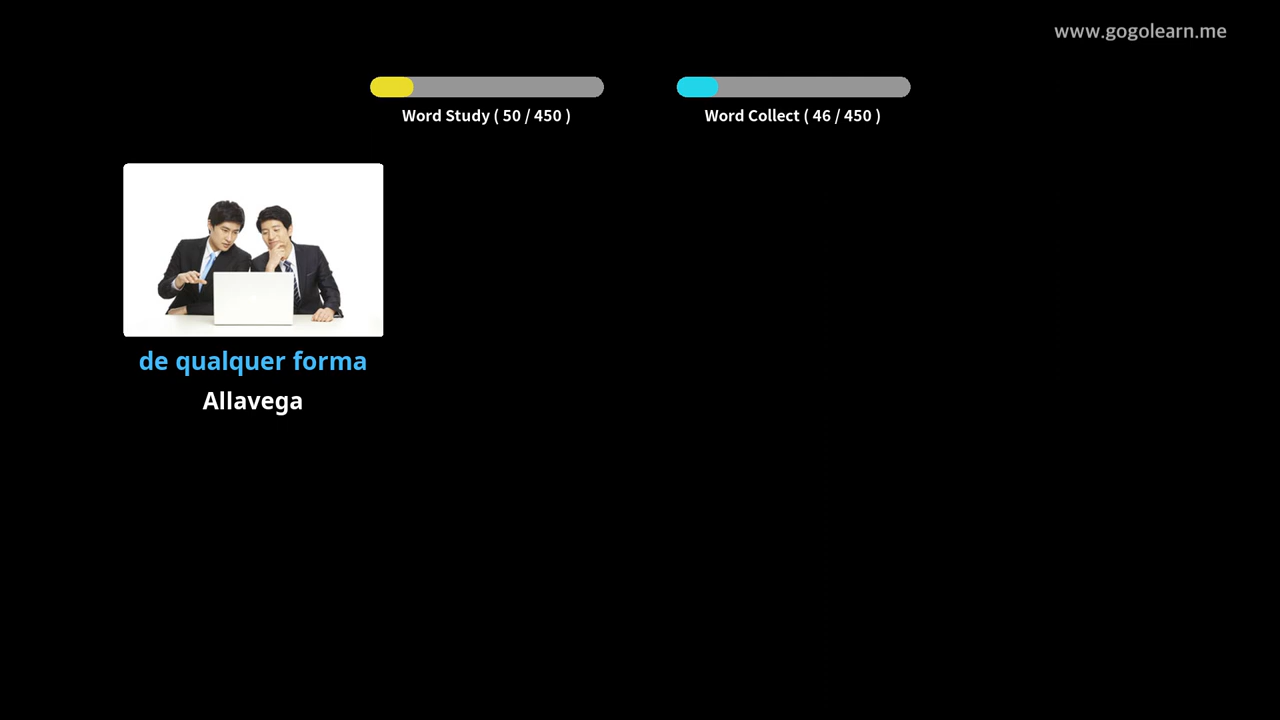 www.gogolearn.me
Word Study ( 50 / 450 )
Word Collect ( 46 / 450 )
de qualquer forma
Allavega